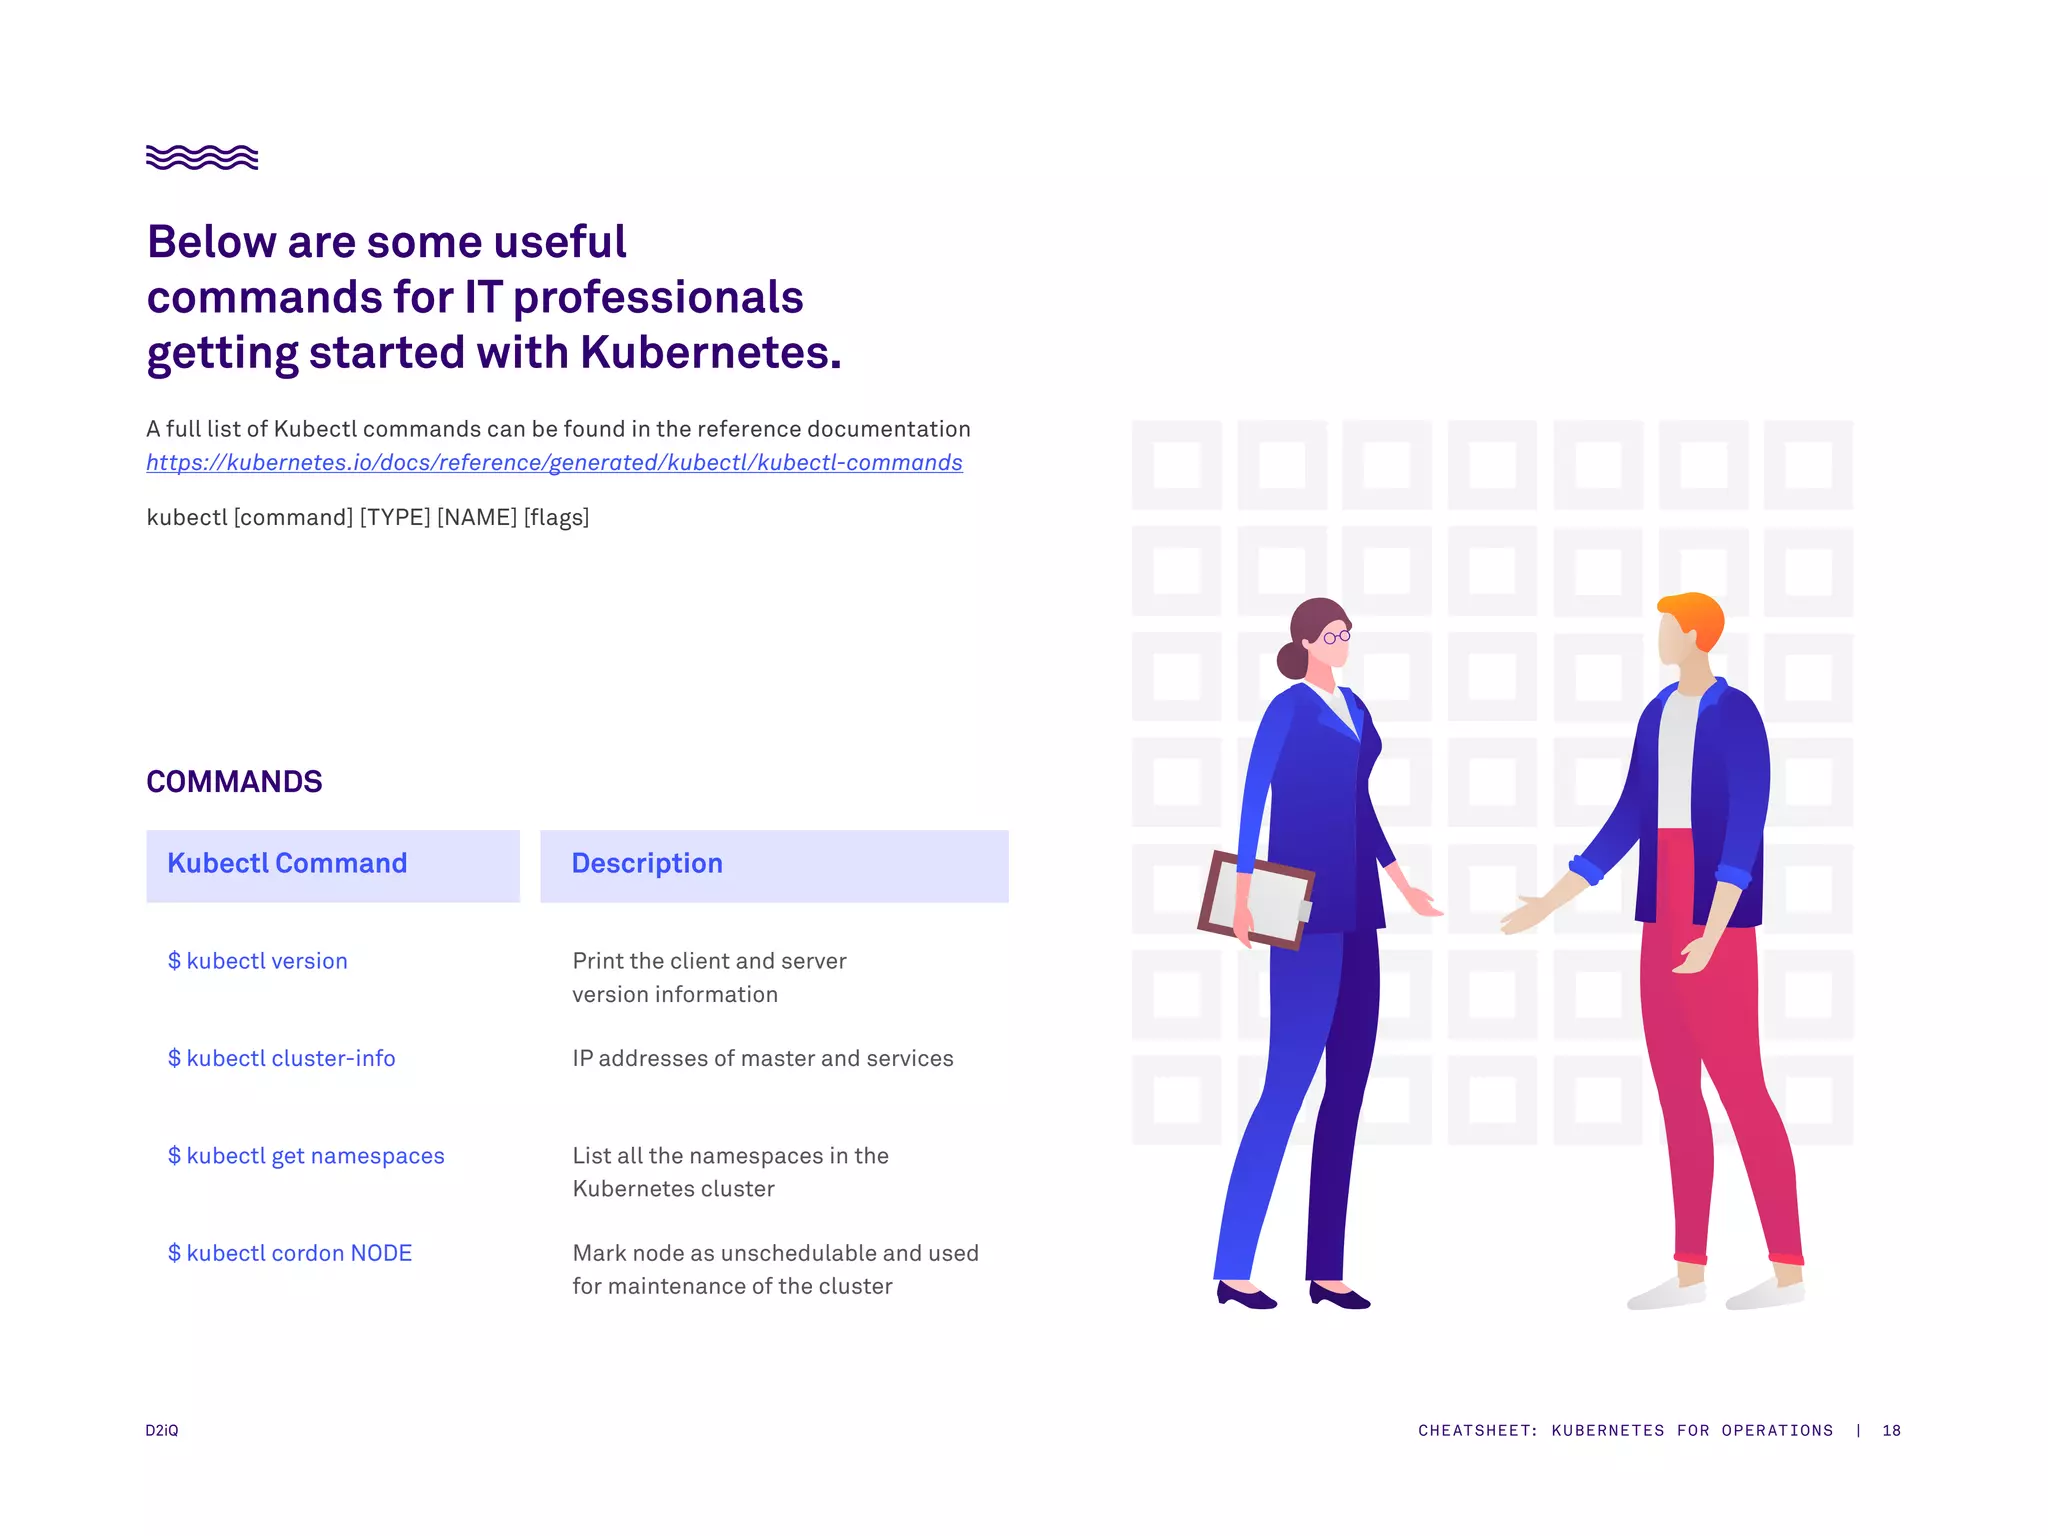 Below are some useful
commands for IT professionals
getting started with Kubernetes.
A full list of Kubectl commands can be found in the reference documentation
https://kubernetes.io/docs/reference/generated/kubectl/kubectl-commands
kubectl [command] [TYPE] [NAME] [flags]
COMMANDS
Kubectl Command Description
$ kubectl version Print the client and server
version information
$ kubectl cluster-info IP addresses of master and services
$ kubectl get namespaces List all the namespaces in the
Kubernetes cluster
$ kubectl cordon NODE Mark node as unschedulable and used
for maintenance of the cluster
D2iQ CHEATSHEET: KUBERNETES FOR OPERATIONS | 18